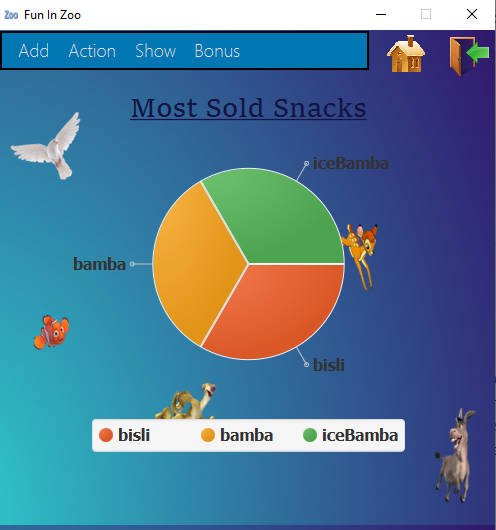 Zoo Fun In Zoo
Add Action Show Bonus
Most Sold Snacks
iceBamba
bamba
bisli
bisli bamba iceBamba